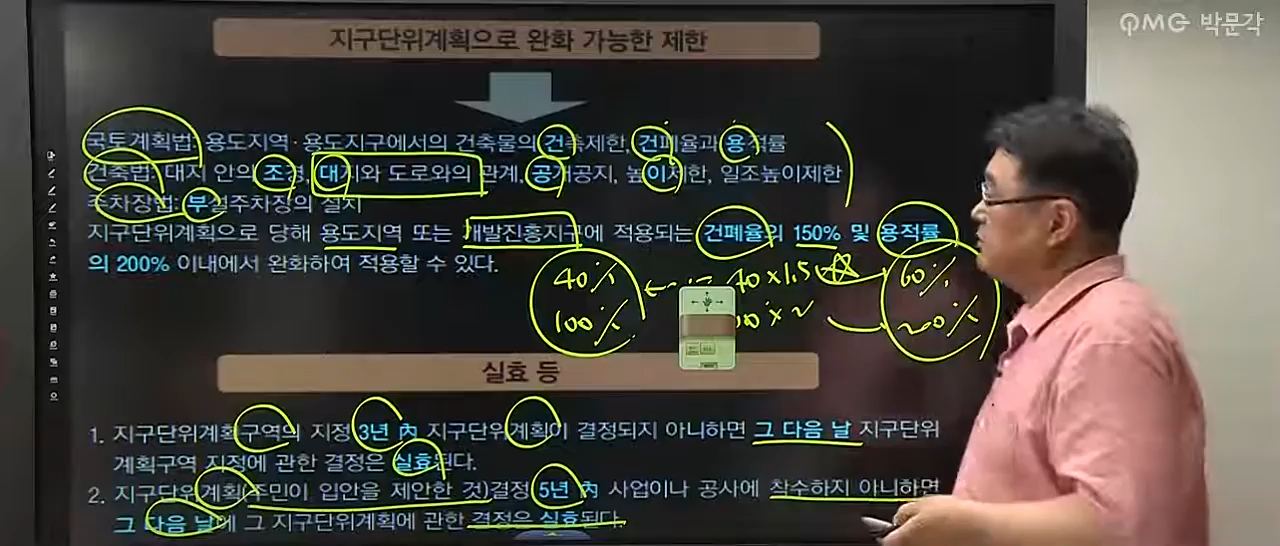 QMG 박문각
지구단위계획으로 완화 가능한 제한
국토계획법: 용도지역·용도지구에서의 건축물의 건축제한, 건폐율과 용적률
건축법: 대지 안의 조경, 대지와 도로와의 관계, 공개공지, 높이제한, 일조높이제한
주차장법: 부설주차장의 설치
지구단위계획으로 당해 용도지역 또는 개발진흥지구에 적용되는 건폐율의 150% 및 용적률
의 200% 이내에서 완화하여 적용할 수 있다.
40% 40×1.5 60%
100% ×2 200%
실효 등
1. 지구단위계획구역의 지정 3년 內 지구단위계획이 결정되지 아니하면 그 다음 날 지구단위
계획구역 지정에 관한 결정은 실효된다.
2. 지구단위계획(주민이 입안을 제안한 것)결정 5년 內 사업이나 공사에 착수하지 아니하면
그 다음 날에 그 지구단위계획에 관한 결정은 실효된다.